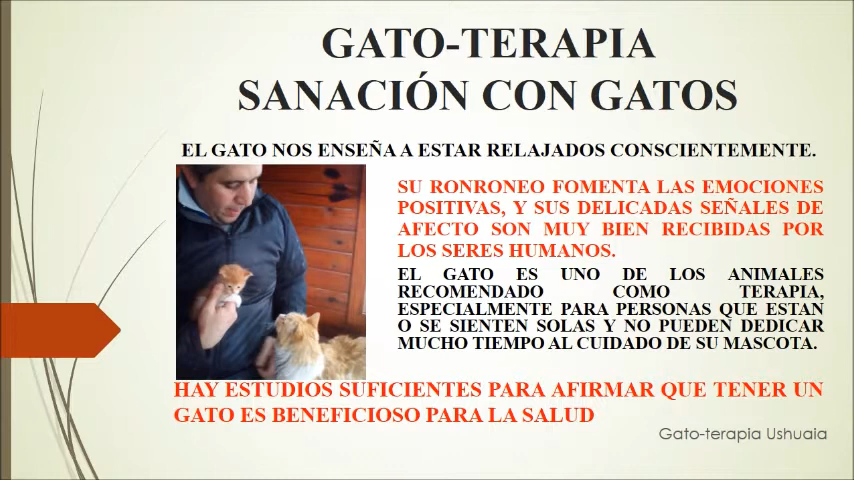 GATO-TERAPIA
SANACIÓN CON GATOS
EL GATO NOS ENSEÑA A ESTAR RELAJADOS CONSCIENTEMENTE.
SU RONRONEO FOMENTA LAS EMOCIONES
POSITIVAS, Y SUS DELICADAS SEÑALES DE
AFECTO SON MUY BIEN RECIBIDAS POR
LOS SERES HUMANOS.
EL GATO ES UNO DE LOS ANIMALES
RECOMENDADO COMO TERAPIA,
ESPECIALMENTE PARA PERSONAS QUE ESTAN
O SE SIENTEN SOLAS Y NO PUEDEN DEDICAR
MUCHO TIEMPO AL CUIDADO DE SU MASCOTA.
HAY ESTUDIOS SUFICIENTES PARA AFIRMAR QUE TENER UN
GATO ES BENEFICIOSO PARA LA SALUD
Gato-terapia Ushuaia